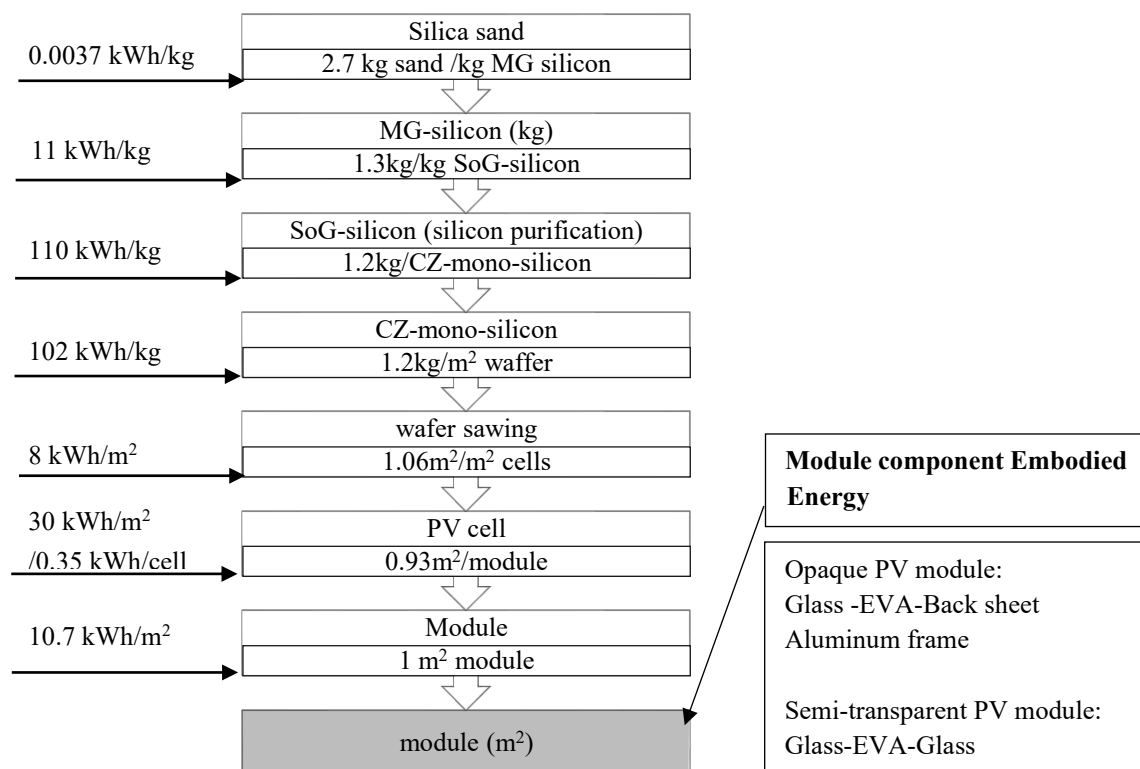 Silica sand
0.0037 kWh/kg
2.7 kg sand /kg MG silicon
MG-silicon (kg)
11 kWh/kg
1.3kg/kg SoG-silicon
SoG-silicon (silicon purification)
110 kWh/kg
1.2kg/CZ-mono-silicon
CZ-mono-silicon
102 kWh/kg
1.2kg/m² waffer
wafer sawing
8 kWh/m²
1.06m²/m² cells
30 kWh/m²
/0.35 kWh/cell
PV cell
0.93m²/module
10.7 kWh/m²
Module
1 m² module
module (m²)
Module component Embodied
Energy
Opaque PV module:
Glass -EVA-Back sheet
Aluminum frame
Semi-transparent PV module:
Glass-EVA-Glass